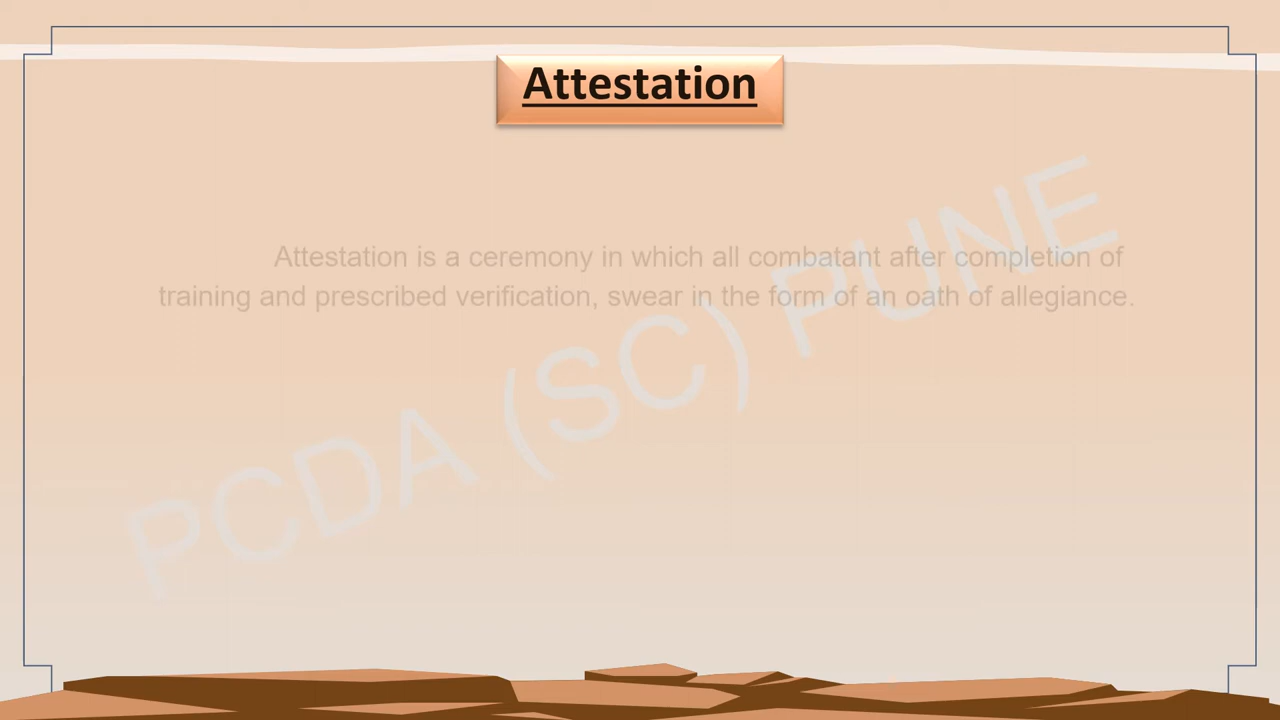 Attestation
Attestation is a ceremony in which all combatant after completion of
training and prescribed verification, swear in the form of an oath of allegiance.
PCDA (SC) PUNE